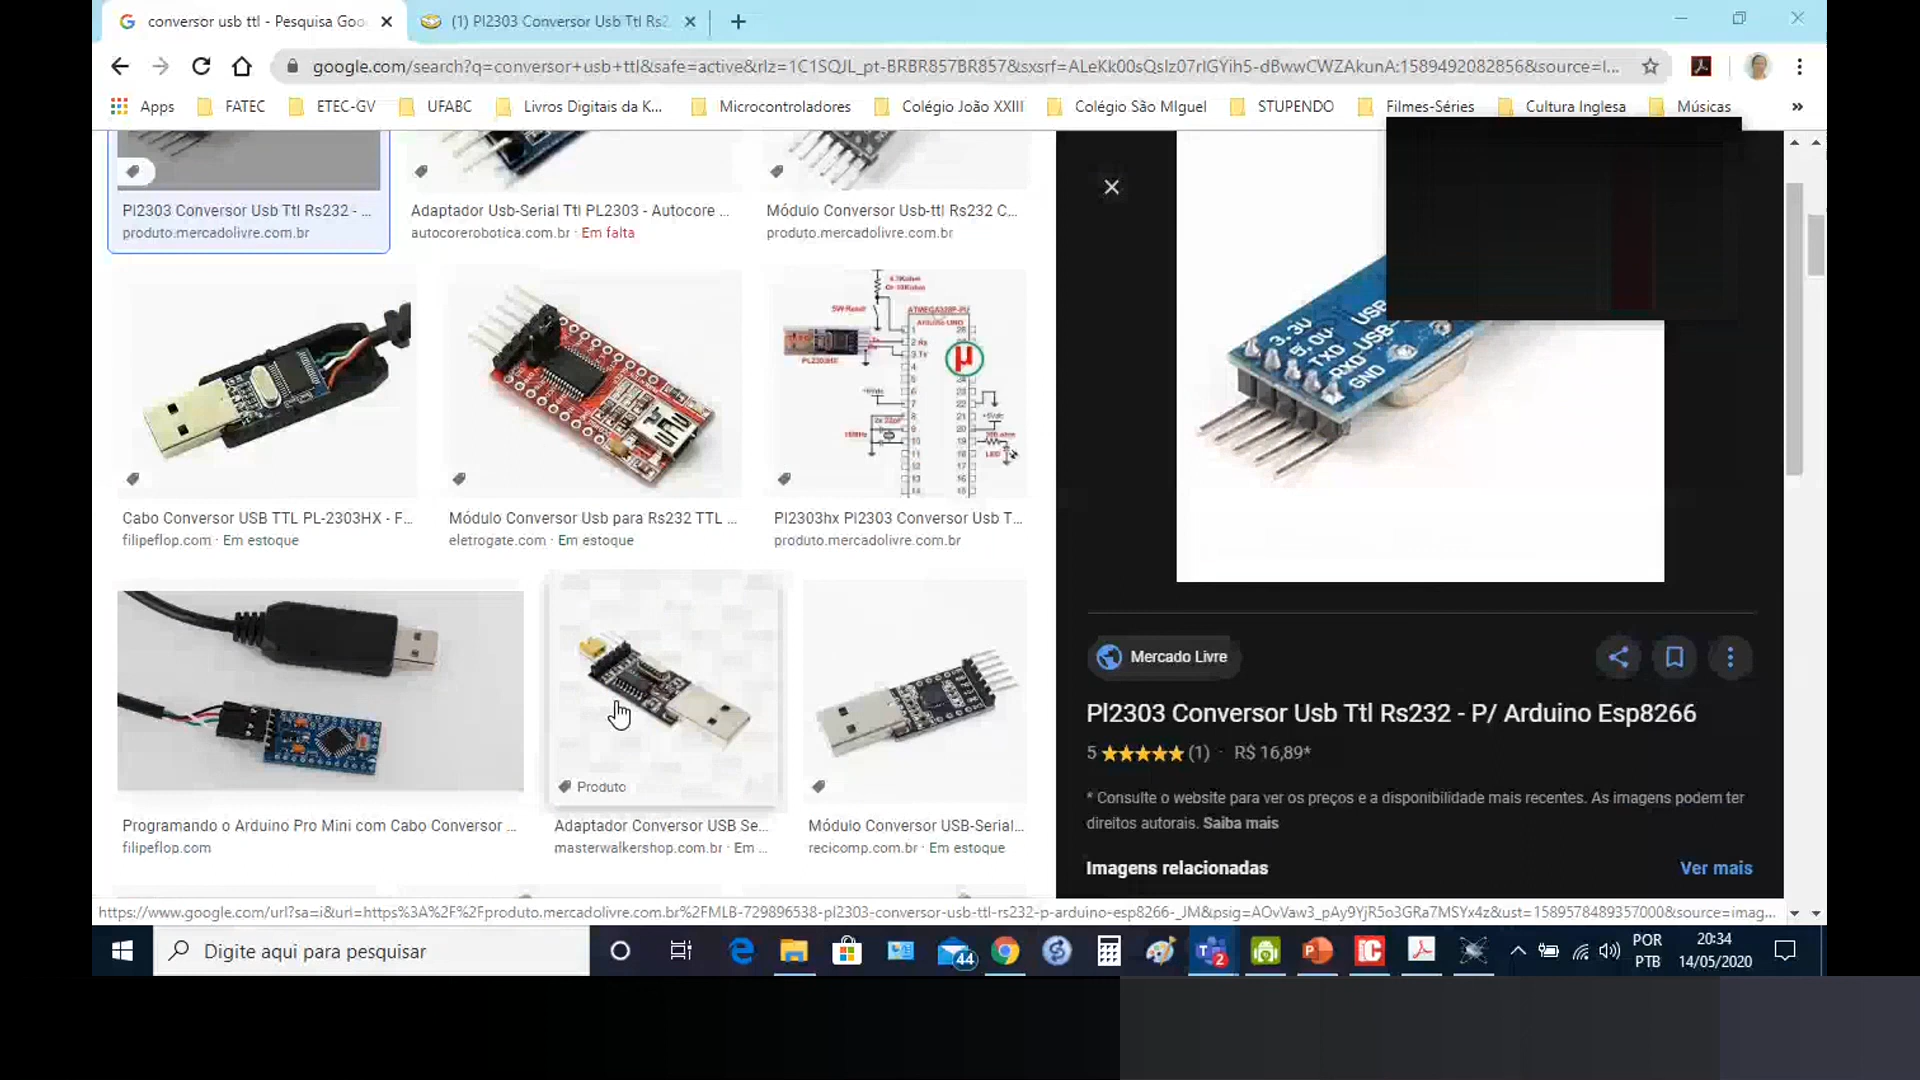 conversor usb ttl - Pesquisa Goo
(1) Pl2303 Conversor Usb Ttl Rs2
google.com/search?q=conversor+usb+ttl&safe=active&rlz=1C1SQJL_pt-BRBR857BR857&sxsrf=ALeKk00sQslz07rlGYih5-dBwwCWZAkunA:1589492082856&source=l...
Apps
FATEC
ETEC-GV
UFABC
Livros Digitais da K...
Microcontroladores
Colégio João XXIII
Colégio São MIguel
STUPENDO
Filmes-Séries
Cultura Inglesa
Músicas
»
Pl2303 Conversor Usb Ttl Rs232 - ...
produto.mercadolivre.com.br
Adaptador Usb-Serial Ttl PL2303 - Autocore ...
autocorerobotica.com.br · Em falta
Módulo Conversor Usb-ttl Rs232 C...
produto.mercadolivre.com.br
SW-Reset
ATMEGA328P-PU
Arduino UNO
PL2303HX
16MHz
LED
Cabo Conversor USB TTL PL-2303HX - F...
filipeflop.com · Em estoque
Módulo Conversor Usb para Rs232 TTL ...
eletrogate.com · Em estoque
Pl2303hx Pl2303 Conversor Usb T...
produto.mercadolivre.com.br
Produto
Programando o Arduino Pro Mini com Cabo Conversor ...
filipeflop.com
Adaptador Conversor USB Se...
masterwalkershop.com.br · Em ...
Módulo Conversor USB-Serial...
recicomp.com.br · Em estoque
3.3V
5.0V
TXD
RXD
GND
USB-
Mercado Livre
Pl2303 Conversor Usb Ttl Rs232 - P/ Arduino Esp8266
5 ★★★★★ (1) · R$ 16,89*
* Consulte o website para ver os preços e a disponibilidade mais recentes. As imagens podem ter
direitos autorais. Saiba mais
Imagens relacionadas
Ver mais
https://www.google.com/url?sa=i&url=https%3A%2F%2Fproduto.mercadolivre.com.br%2FMLB-729896538-pl2303-conversor-usb-ttl-rs232-p-arduino-esp8266-_JM&psig=AOvVaw3_pAy9YjR5o3GRa7MSYx4z&ust=1589578489357000&source=imag...
Digite aqui para pesquisar
44
2
POR
PTB
20:34
14/05/2020